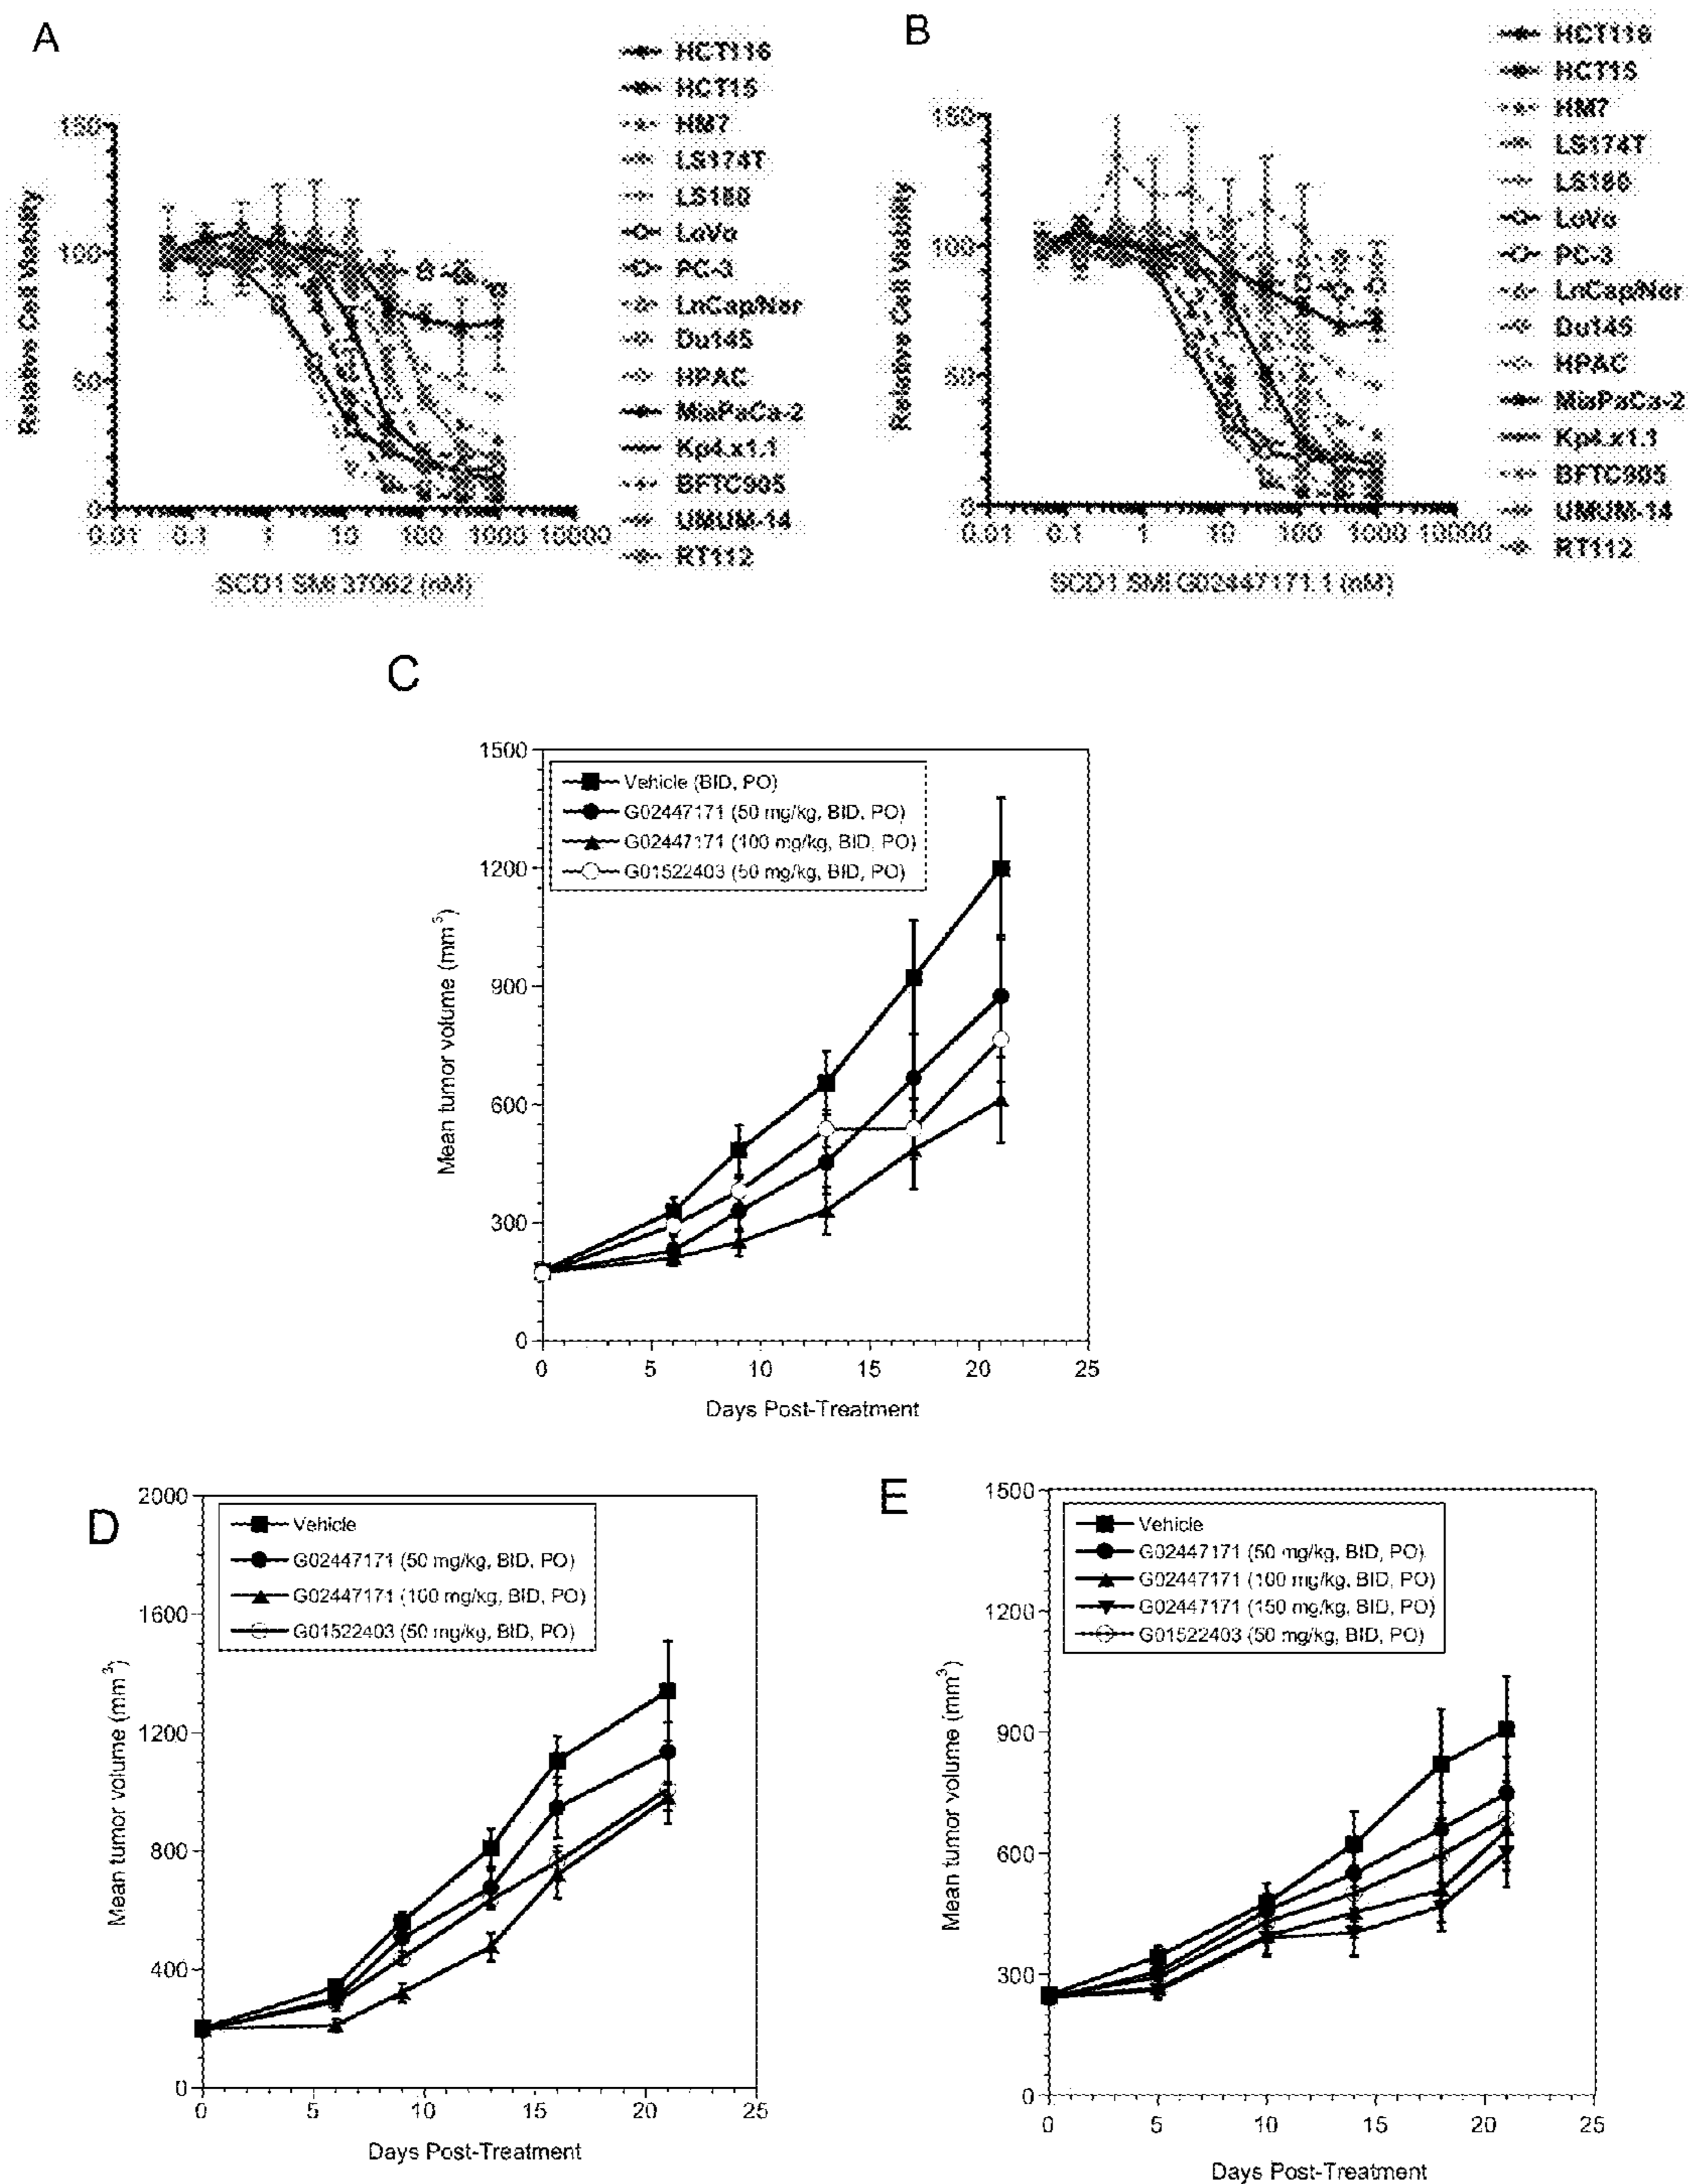 A
HCT116
HCT15
HM7
LS174T
LS180
LoVo
PC-3
LnCap/Ner
Du145
HPAC
MiaPaCa-2
Kp4.x1.1
BFTC905
UMUM-14
RT112
150
100
50
0
Relative Cell Viability
0.01 0.1 1 10 100 1000 10000
SCD1 SMI 37062 (nM)
B
HCT116
HCT15
HM7
LS174T
LS180
LoVo
PC-3
LnCap/Ner
Du145
HPAC
MiaPaCa-2
Kp4.x1.1
BFTC905
UMUM-14
RT112
150
100
50
0
Relative Cell Viability
0.01 0.1 1 10 100 1000 10000
SCD1 SMI G02447171.1 (nM)
C
Vehicle (BID, PO)
G02447171 (50 mg/kg, BID, PO)
G02447171 (100 mg/kg, BID, PO)
G01522403 (50 mg/kg, BID, PO)
1500
1200
900
600
300
0
Mean tumor volume (mm³)
0 5 10 15 20 25
Days Post-Treatment
D
Vehicle
G02447171 (50 mg/kg, BID, PO)
G02447171 (100 mg/kg, BID, PO)
G01522403 (50 mg/kg, BID, PO)
2000
1600
1200
800
400
0
Mean tumor volume (mm³)
0 5 10 15 20 25
Days Post-Treatment
E
Vehicle
G02447171 (50 mg/kg, BID, PO)
G02447171 (100 mg/kg, BID, PO)
G02447171 (150 mg/kg, BID, PO)
G01522403 (50 mg/kg, BID, PO)
1500
1200
900
600
300
0
Mean tumor volume (mm³)
0 5 10 15 20 25
Days Post-Treatment